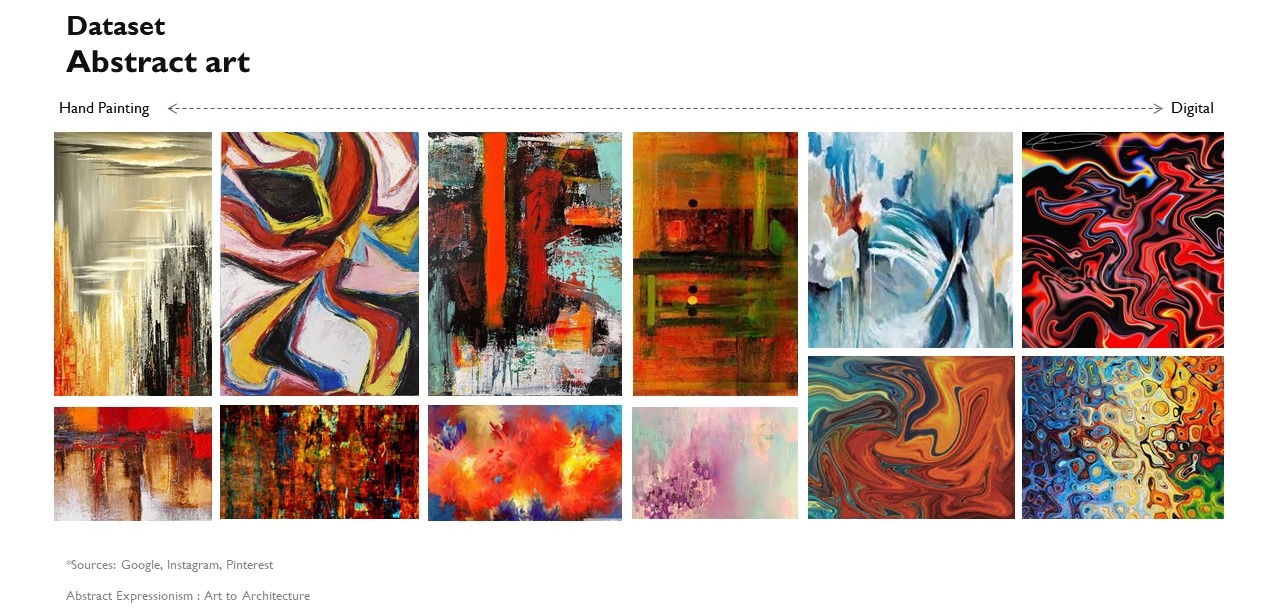 Dataset
Abstract art
Hand Painting
Digital
*Sources: Google, Instagram, Pinterest
Abstract Expressionism : Art to Architecture